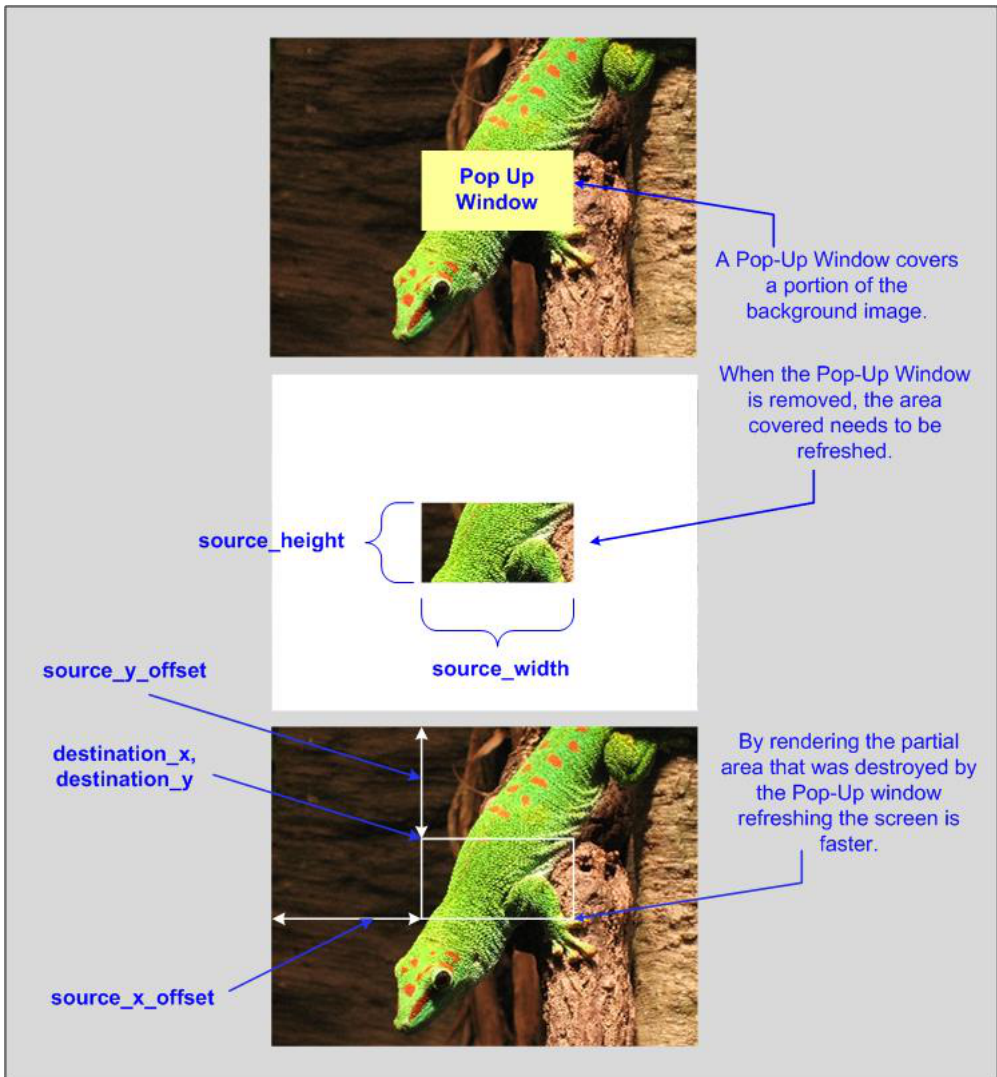 Pop Up
Window
A Pop-Up Window covers
a portion of the
background image.
When the Pop-Up Window
is removed, the area
covered needs to be
refreshed.
source_height
source_width
source_y_offset
destination_x,
destination_y
By rendering the partial
area that was destroyed by
the Pop-Up window
refreshing the screen is
faster.
source_x_offset